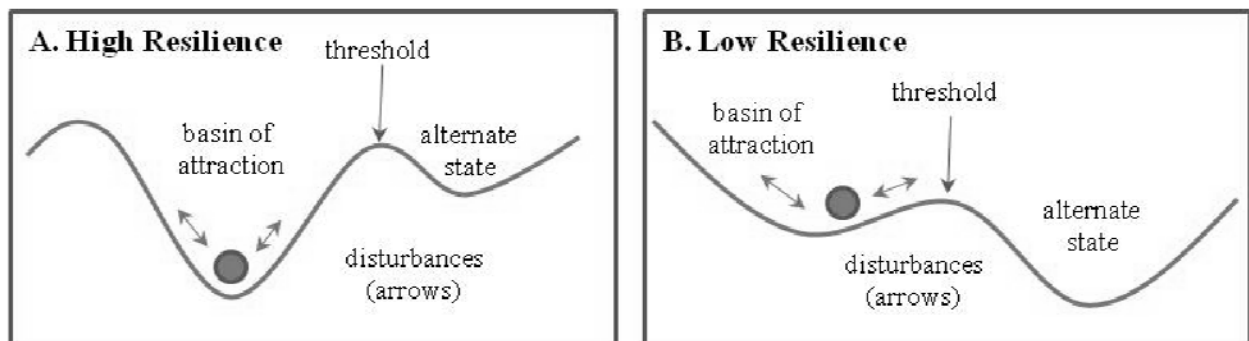 A. High Resilience
threshold
basin of
attraction
alternate
state
disturbances
(arrows)
B. Low Resilience
basin of
attraction
threshold
alternate
state
disturbances
(arrows)